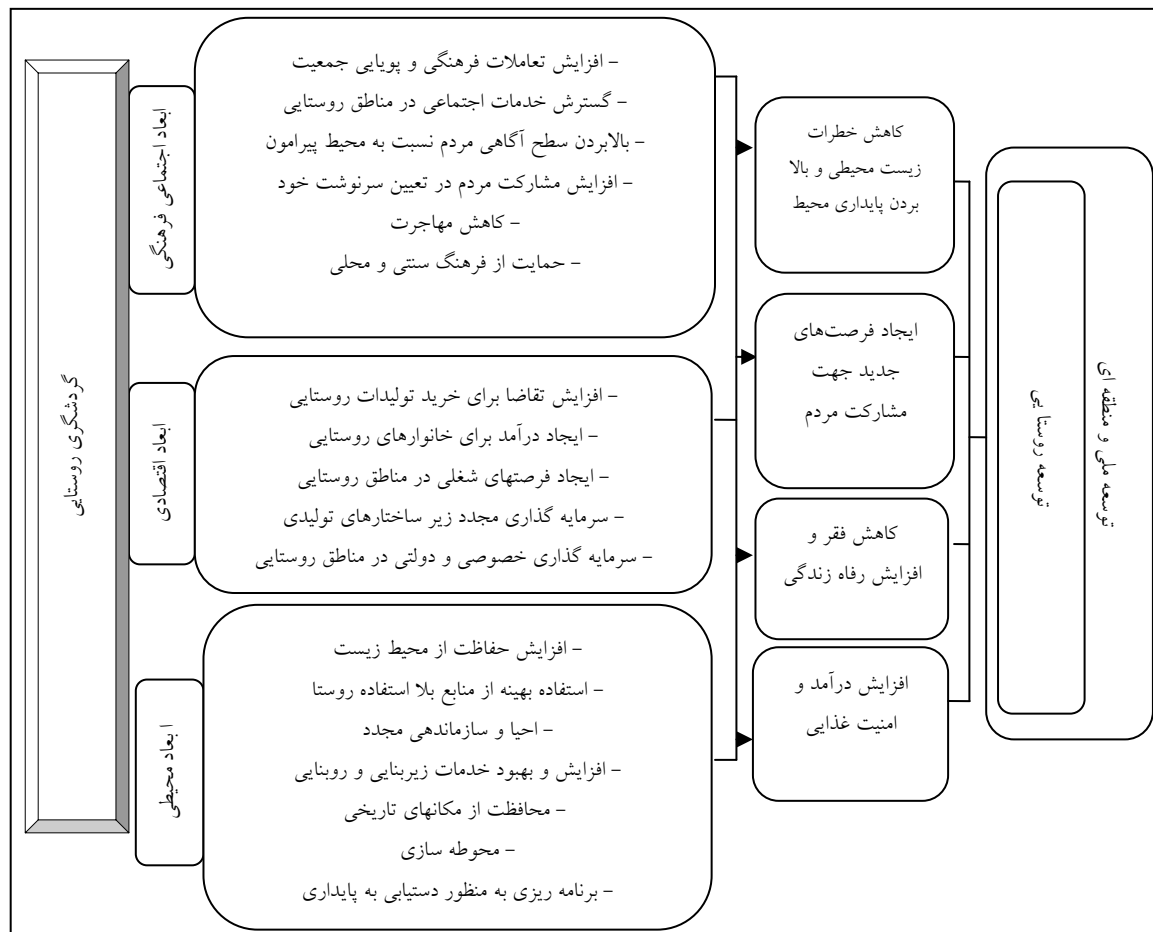 گردشگری روستایی
ابعاد اجتماعی فرهنگی
– افزایش تعاملات فرهنگی و پویایی جمعیت
– گسترش خدمات اجتماعی در مناطق روستایی
– بالابردن سطح آگاهی مردم نسبت به محیط پیرامون
– افزایش مشارکت مردم در تعیین سرنوشت خود
– کاهش مهاجرت
– حمایت از فرهنگ سنتی و محلی
ابعاد اقتصادی
– افزایش تقاضا برای خرید تولیدات روستایی
– ایجاد درآمد برای خانوارهای روستایی
– ایجاد فرصتهای شغلی در مناطق روستایی
– سرمایه گذاری مجدد زیر ساختارهای تولیدی
– سرمایه گذاری خصوصی و دولتی در مناطق روستایی
ا بعاد محیطی
– افزایش حفاظت از محیط زیست
– استفاده بهینه از منابع بلا استفاده روستا
– احیا و سازماندهی مجدد
– افزایش و بهبود خدمات زیربنایی و روبنایی
– محافظت از مکانهای تاریخی
– محوطه سازی
– برنامه ریزی به منظور دستیابی به پایداری
کاهش خطرات
زیست محیطی و بالا
بردن پایداری محیط
ایجاد فرصت‌های
جدید جهت
مشارکت مردم
کاهش فقر و
افزایش رفاه زندگی
افزایش درآمد و
امنیت غذایی
توسعه روستا یی
توسعه ملی و منطقه ای